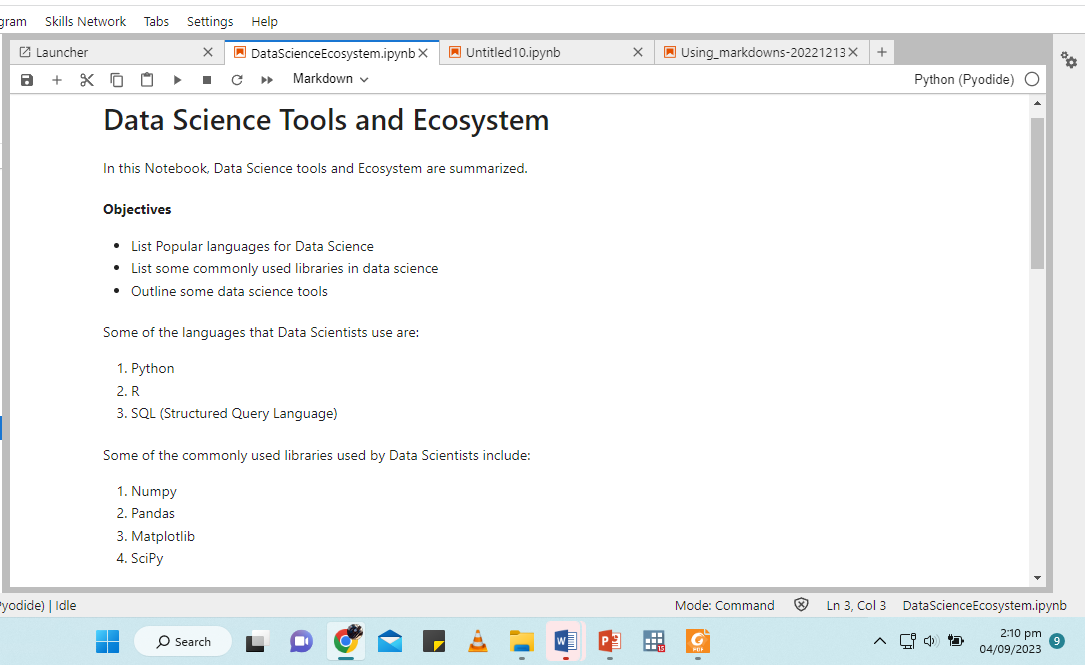 gram Skills Network Tabs Settings Help
Launcher DataScienceEcosystem.ipynb Untitled10.ipynb Using_markdowns-20221213
Markdown Python (Pyodide)
Data Science Tools and Ecosystem
In this Notebook, Data Science tools and Ecosystem are summarized.
Objectives
• List Popular languages for Data Science
• List some commonly used libraries in data science
• Outline some data science tools
Some of the languages that Data Scientists use are:
1. Python
2. R
3. SQL (Structured Query Language)
Some of the commonly used libraries used by Data Scientists include:
1. Numpy
2. Pandas
3. Matplotlib
4. SciPy
yodide) | Idle Mode: Command Ln 3, Col 3 DataScienceEcosystem.ipynb
Search 2:10 pm 9
04/09/2023